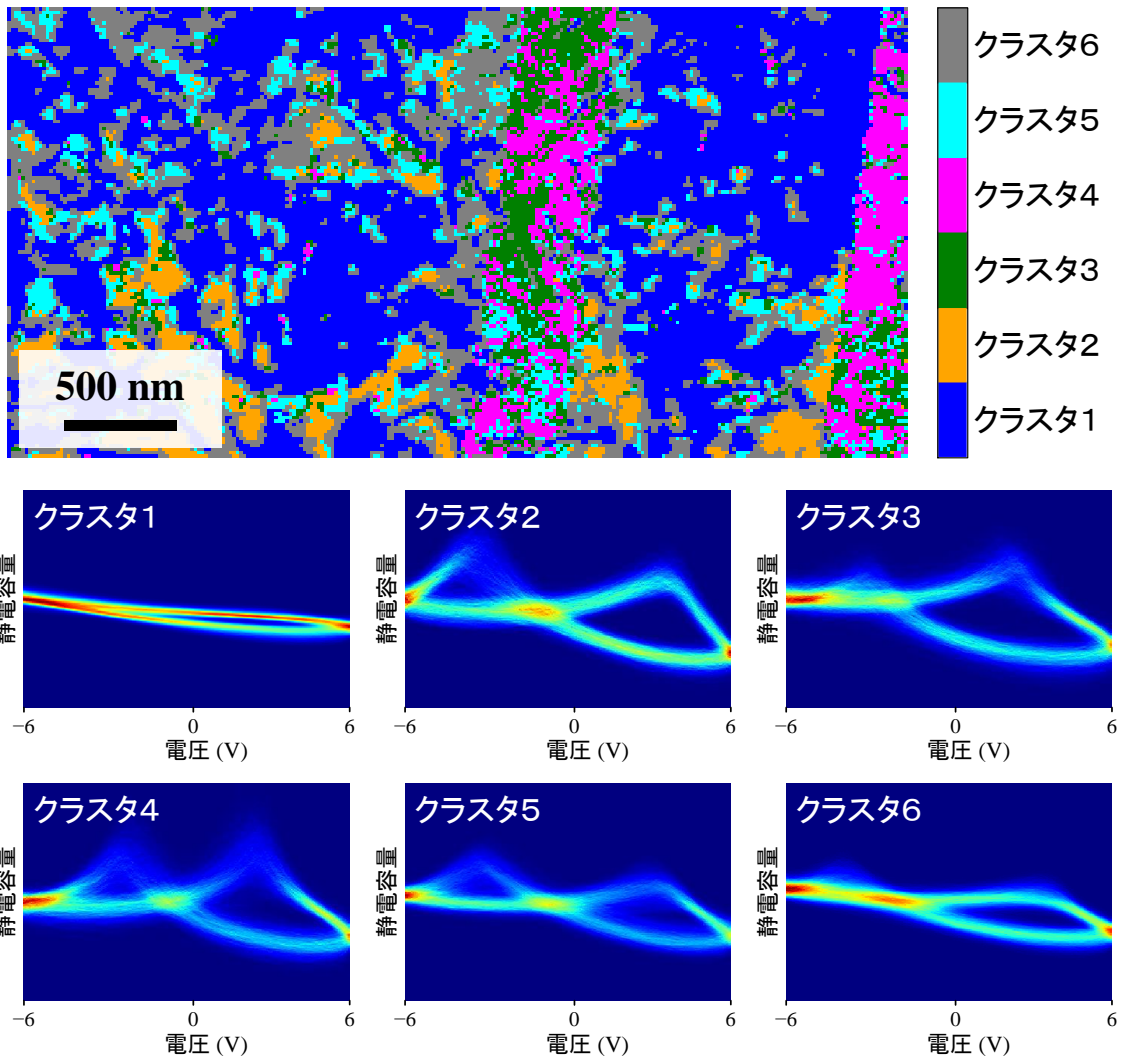 クラスタ6
クラスタ5
クラスタ4
クラスタ3
クラスタ2
クラスタ1
500 nm
クラスタ1
静電容量
−6
0
6
電圧 (V)
クラスタ2
静電容量
−6
0
6
電圧 (V)
クラスタ3
静電容量
−6
0
6
電圧 (V)
クラスタ4
静電容量
−6
0
6
電圧 (V)
クラスタ5
静電容量
−6
0
6
電圧 (V)
クラスタ6
静電容量
−6
0
6
電圧 (V)